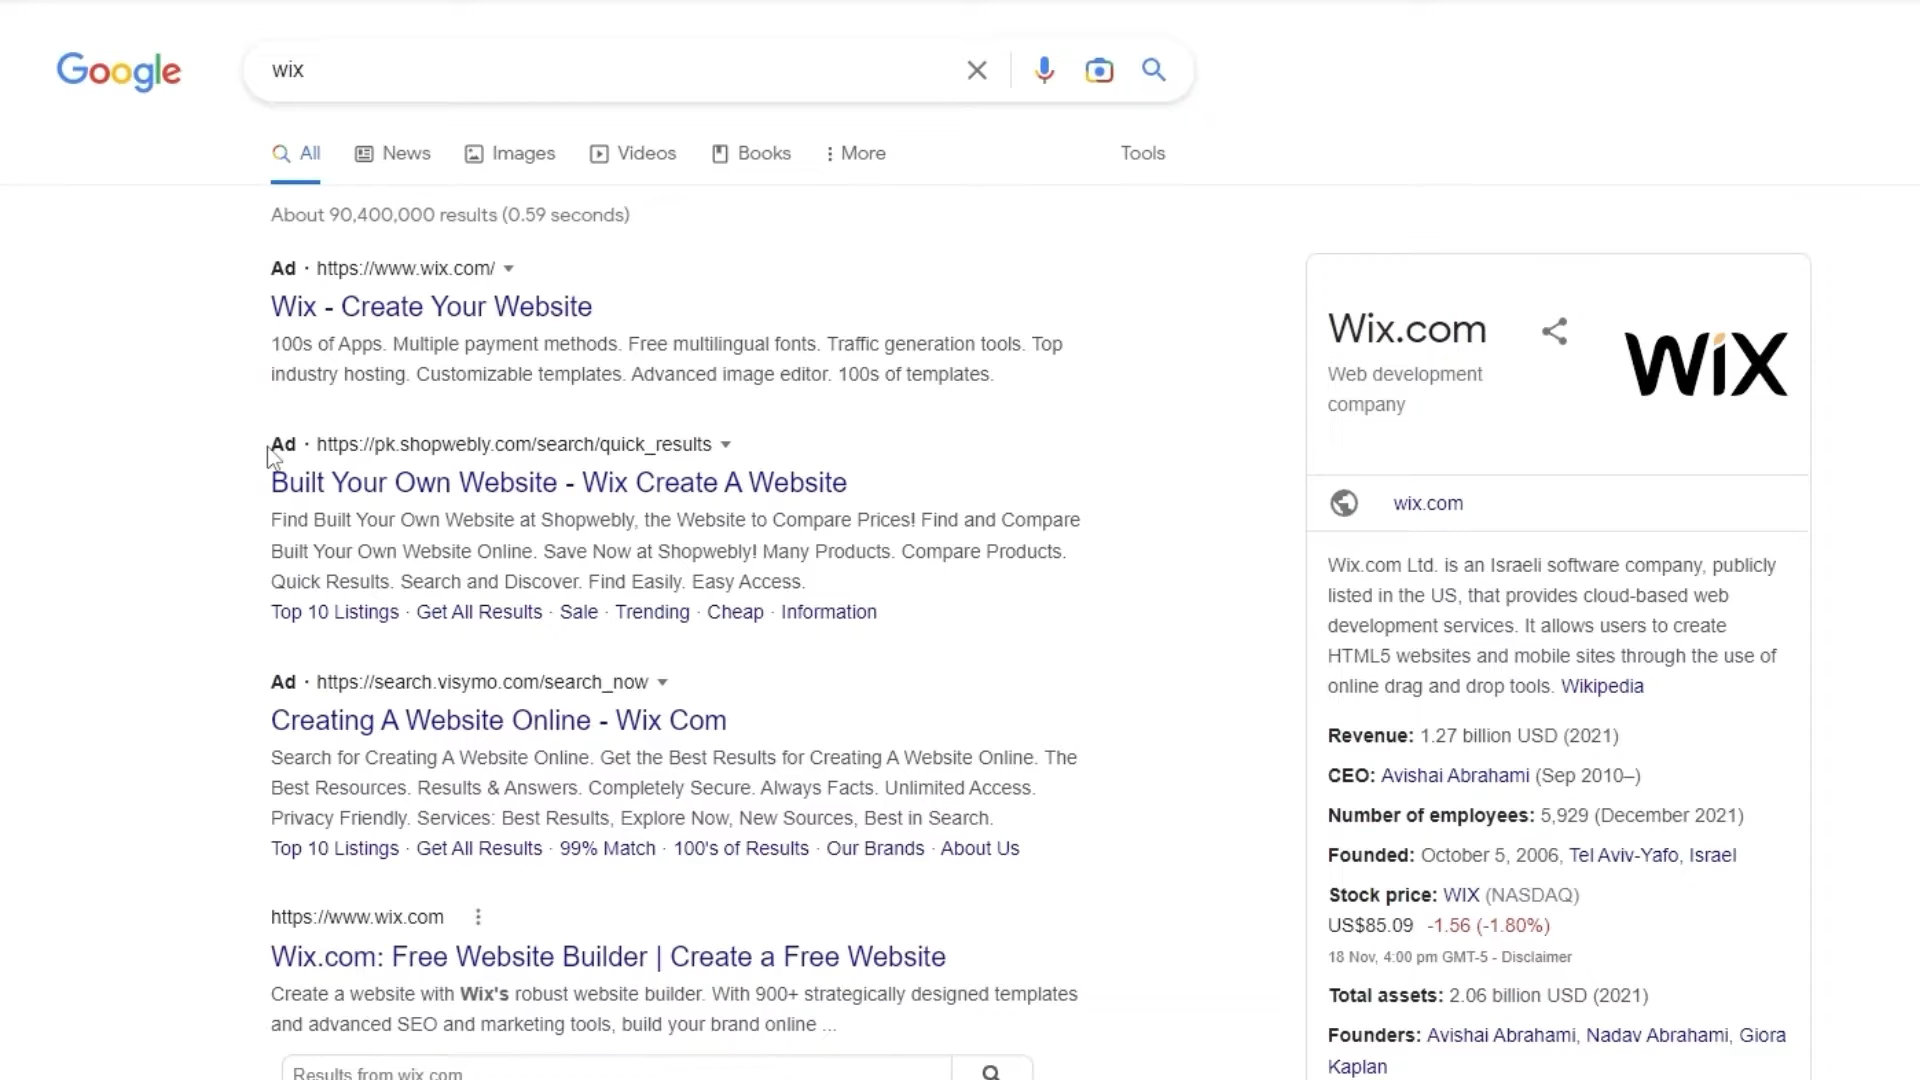 Google
wix
All
News
Images
Videos
Books
More
Tools
About 90,400,000 results (0.59 seconds)
Ad · https://www.wix.com/
Wix - Create Your Website
100s of Apps. Multiple payment methods. Free multilingual fonts. Traffic generation tools. Top
industry hosting. Customizable templates. Advanced image editor. 100s of templates.
Ad · https://pk.shopwebly.com/search/quick_results
Built Your Own Website - Wix Create A Website
Find Built Your Own Website at Shopwebly, the Website to Compare Prices! Find and Compare
Built Your Own Website Online. Save Now at Shopwebly! Many Products. Compare Products.
Quick Results. Search and Discover. Find Easily. Easy Access.
Top 10 Listings · Get All Results · Sale · Trending · Cheap · Information
Ad · https://search.visymo.com/search_now
Creating A Website Online - Wix Com
Search for Creating A Website Online. Get the Best Results for Creating A Website Online. The
Best Resources. Results & Answers. Completely Secure. Always Facts. Unlimited Access.
Privacy Friendly. Services: Best Results, Explore Now, New Sources, Best in Search.
Top 10 Listings · Get All Results · 99% Match · 100's of Results · Our Brands · About Us
https://www.wix.com
Wix.com: Free Website Builder | Create a Free Website
Create a website with Wix's robust website builder. With 900+ strategically designed templates
and advanced SEO and marketing tools, build your brand online ...
Results from wix.com
Wix.com
Web development
company
WiX
wix.com
Wix.com Ltd. is an Israeli software company, publicly
listed in the US, that provides cloud-based web
development services. It allows users to create
HTML5 websites and mobile sites through the use of
online drag and drop tools. Wikipedia
Revenue: 1.27 billion USD (2021)
CEO: Avishai Abrahami (Sep 2010–)
Number of employees: 5,929 (December 2021)
Founded: October 5, 2006, Tel Aviv-Yafo, Israel
Stock price: WIX (NASDAQ)
US$85.09 -1.56 (-1.80%)
18 Nov, 4:00 pm GMT-5 - Disclaimer
Total assets: 2.06 billion USD (2021)
Founders: Avishai Abrahami, Nadav Abrahami, Giora
Kaplan